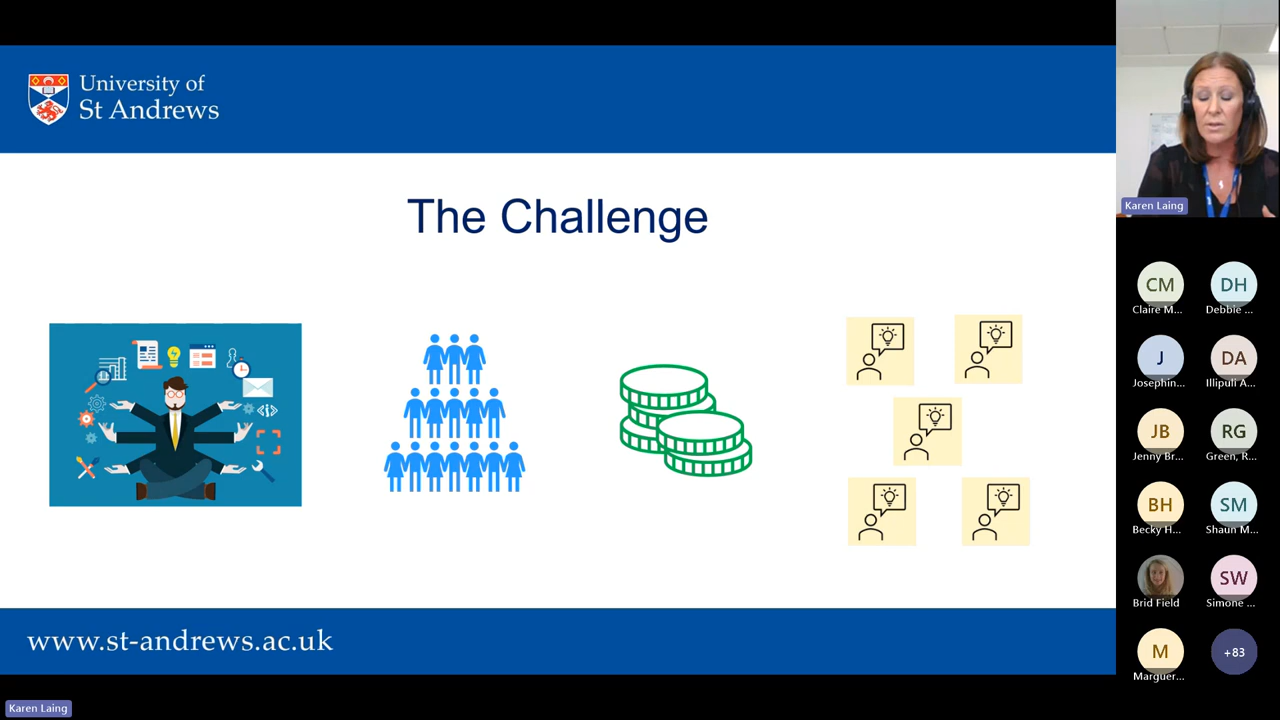 University of
St Andrews
The Challenge
www.st-andrews.ac.uk
Karen Laing
Karen Laing
CM
DH
Claire M...
Debbie ...
J
DA
Josephin...
Illipull A...
JB
RG
Jenny Br...
Green, R...
BH
SM
Becky H...
Shaun M...
SW
Brid Field
Simone ...
M
+83
Marguer...